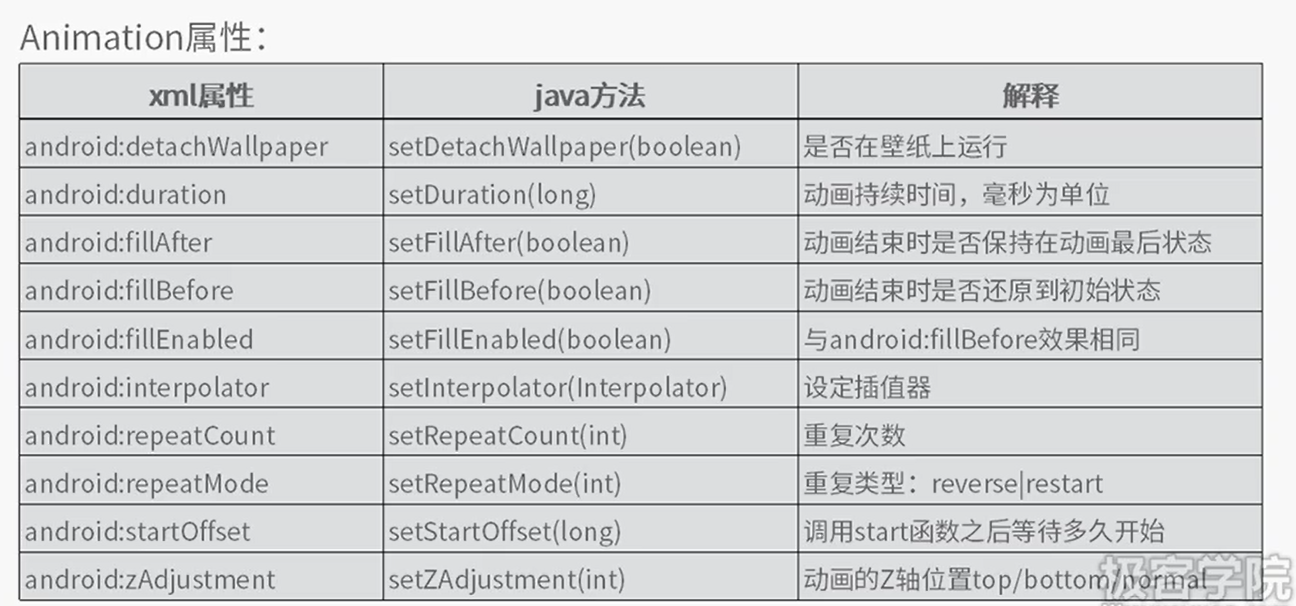 Animation属性：
xml属性 java方法 解释
android:detachWallpaper setDetachWallpaper(boolean) 是否在壁纸上运行
android:duration setDuration(long) 动画持续时间，毫秒为单位
android:fillAfter setFillAfter(boolean) 动画结束时是否保持在动画最后状态
android:fillBefore setFillBefore(boolean) 动画结束时是否还原到初始状态
android:fillEnabled setFillEnabled(boolean) 与android:fillBefore效果相同
android:interpolator setInterpolator(Interpolator) 设定插值器
android:repeatCount setRepeatCount(int) 重复次数
android:repeatMode setRepeatMode(int) 重复类型：reverse|restart
android:startOffset setStartOffset(long) 调用start函数之后等待多久开始
android:zAdjustment setZAdjustment(int) 动画的Z轴位置top/bottom/normal
极客学院